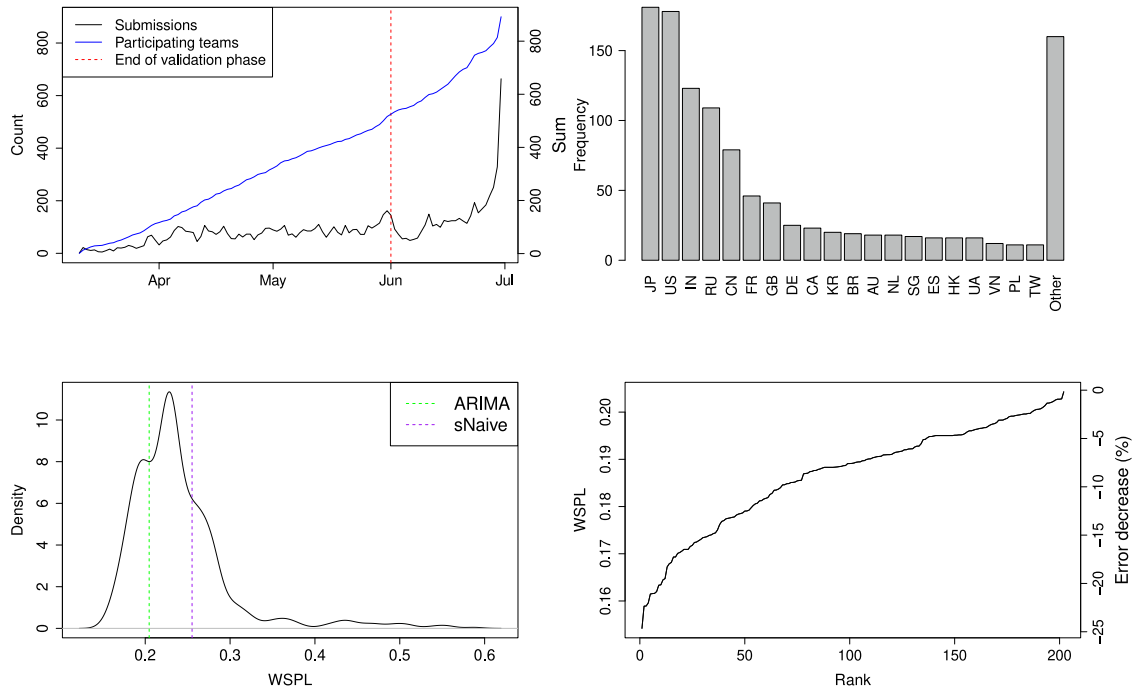 Submissions
Participating teams
End of validation phase
Count
0 200 400 600 800
Sum
0 200 400 600 800
Apr May Jun Jul
Frequency
0 50 100 150
JP US IN RU CN FR GB DE CA KR BR AU NL SG ES HK UA VN PL TW Other
ARIMA
sNaive
Density
0 2 4 6 8 10
0.2 0.3 0.4 0.5 0.6
WSPL
WSPL
0.16 0.17 0.18 0.19 0.20
Error decrease (%)
−25 −20 −15 −10 −5 0
0 50 100 150 200
Rank